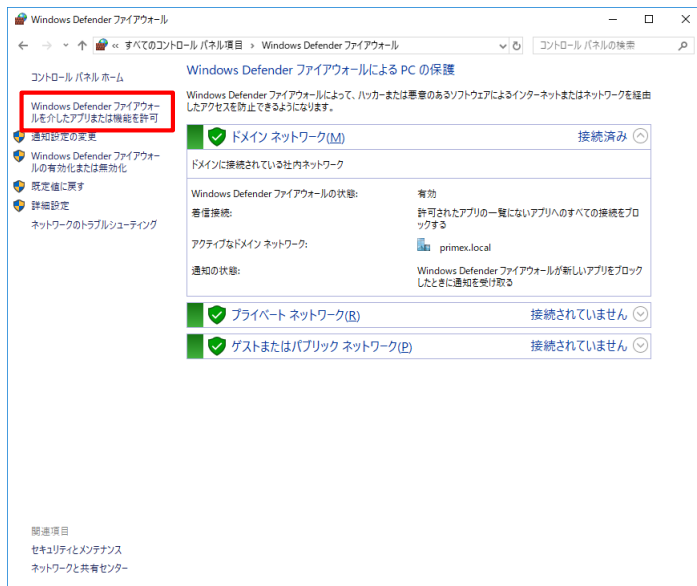 Windows Defender ファイアウォール
« すべてのコントロール パネル項目 › Windows Defender ファイアウォール
コントロール パネルの検索
コントロール パネル ホーム
Windows Defender ファイアウォー
ルを介したアプリまたは機能を許可
通知設定の変更
Windows Defender ファイアウォー
ルの有効化または無効化
既定値に戻す
詳細設定
ネットワークのトラブルシューティング
Windows Defender ファイアウォールによる PC の保護
Windows Defender ファイアウォールによって、ハッカーまたは悪意のあるソフトウェアによるインターネットまたはネットワークを経由
したアクセスを防止できるようになります。
ドメイン ネットワーク(M) 接続済み
ドメインに接続されている社内ネットワーク
Windows Defender ファイアウォールの状態: 有効
着信接続: 許可されたアプリの一覧にないアプリへのすべての接続をブロ
ックする
アクティブなドメイン ネットワーク: primex.local
通知の状態: Windows Defender ファイアウォールが新しいアプリをブロック
したときに通知を受け取る
プライベート ネットワーク(R) 接続されていません
ゲストまたはパブリック ネットワーク(P) 接続されていません
関連項目
セキュリティとメンテナンス
ネットワークと共有センター